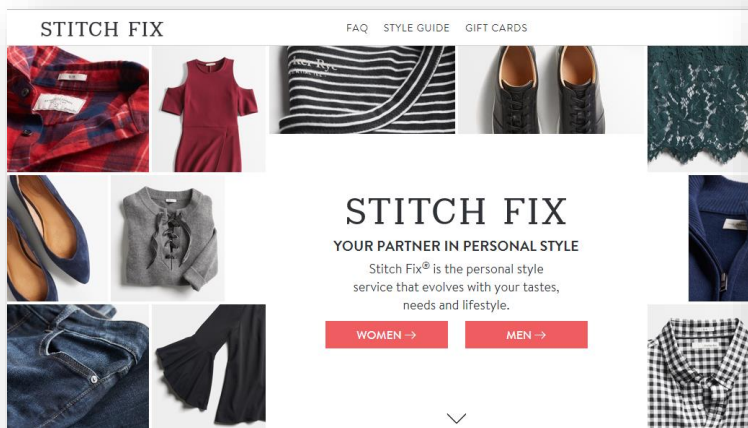 STITCH FIX
FAQ STYLE GUIDE GIFT CARDS
STITCH FIX
YOUR PARTNER IN PERSONAL STYLE
Stitch Fix® is the personal style
service that evolves with your tastes,
needs and lifestyle.
WOMEN →
MEN →